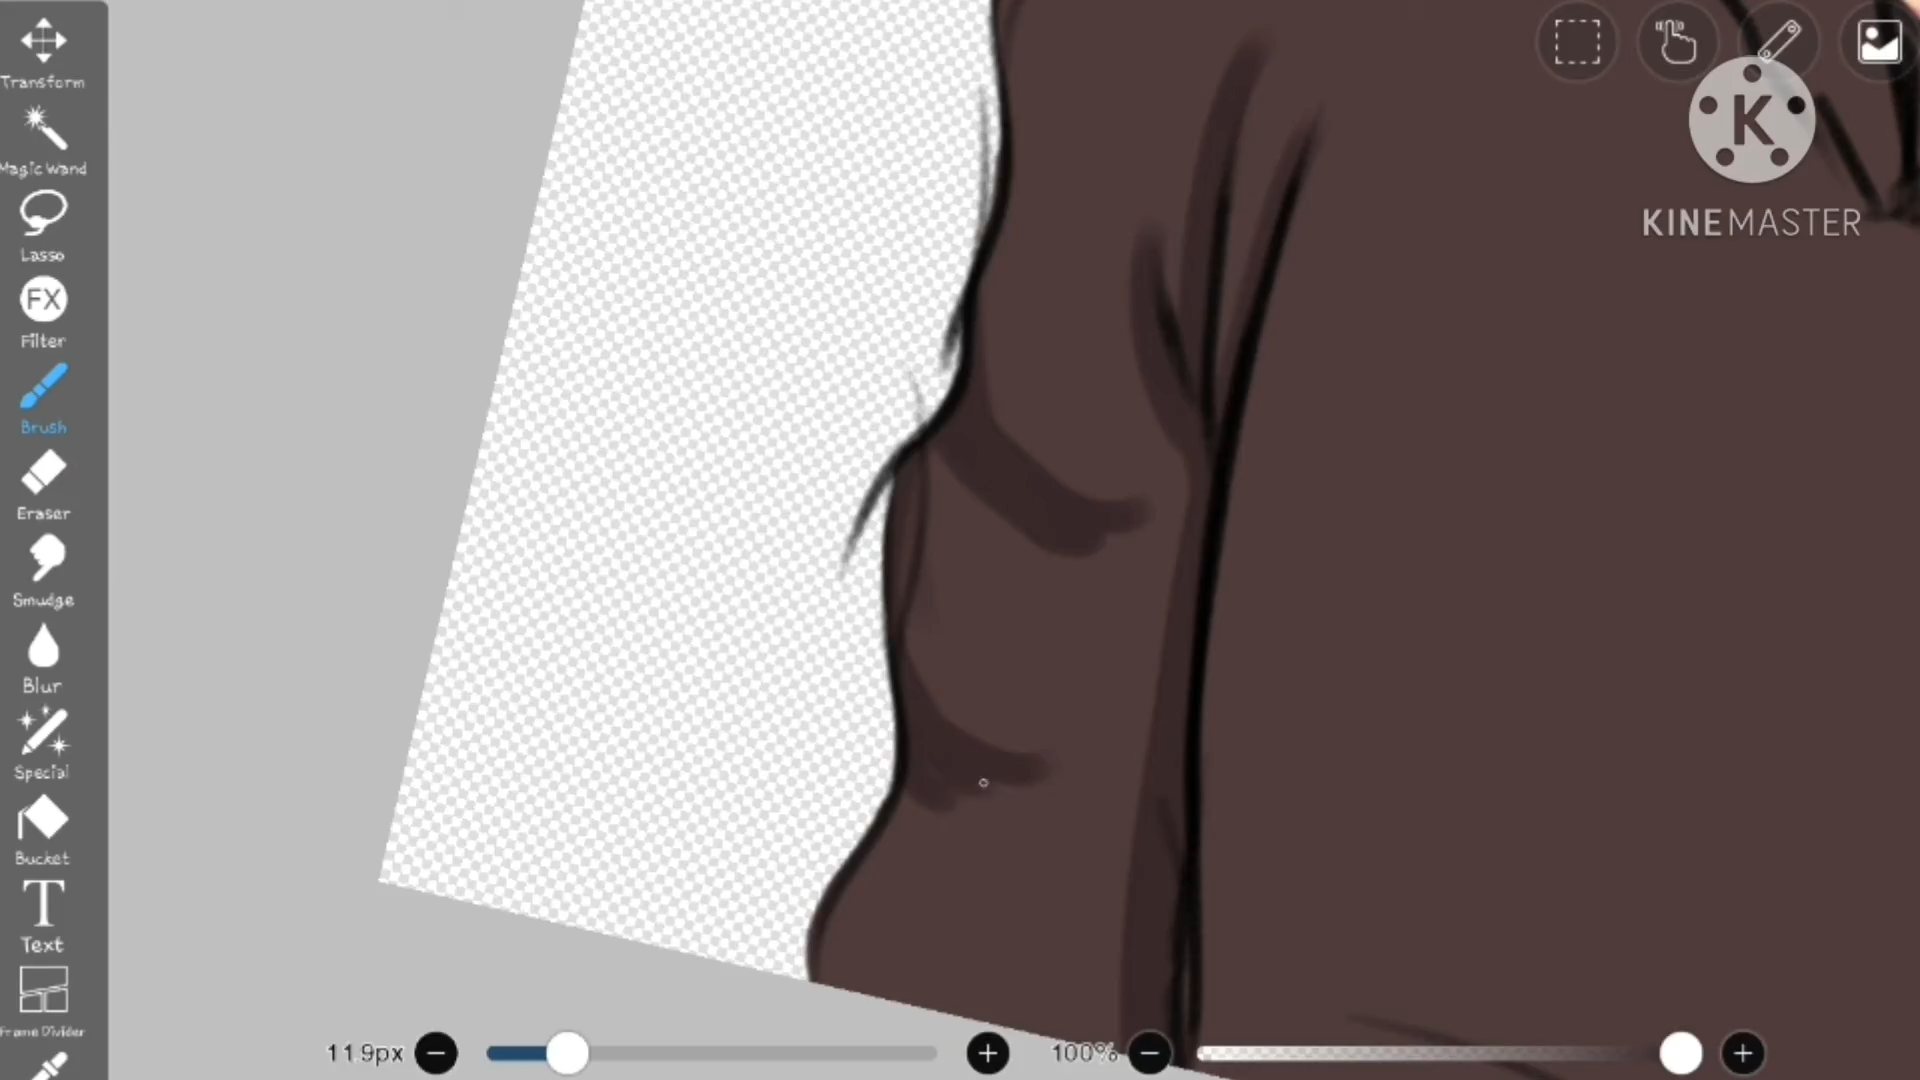 Transform
Magic Wand
Lasso
FX
Filter
Brush
Eraser
Smudge
Blur
Special
Bucket
T
Text
Frame Divider
K
KINEMASTER
11.9px
100%